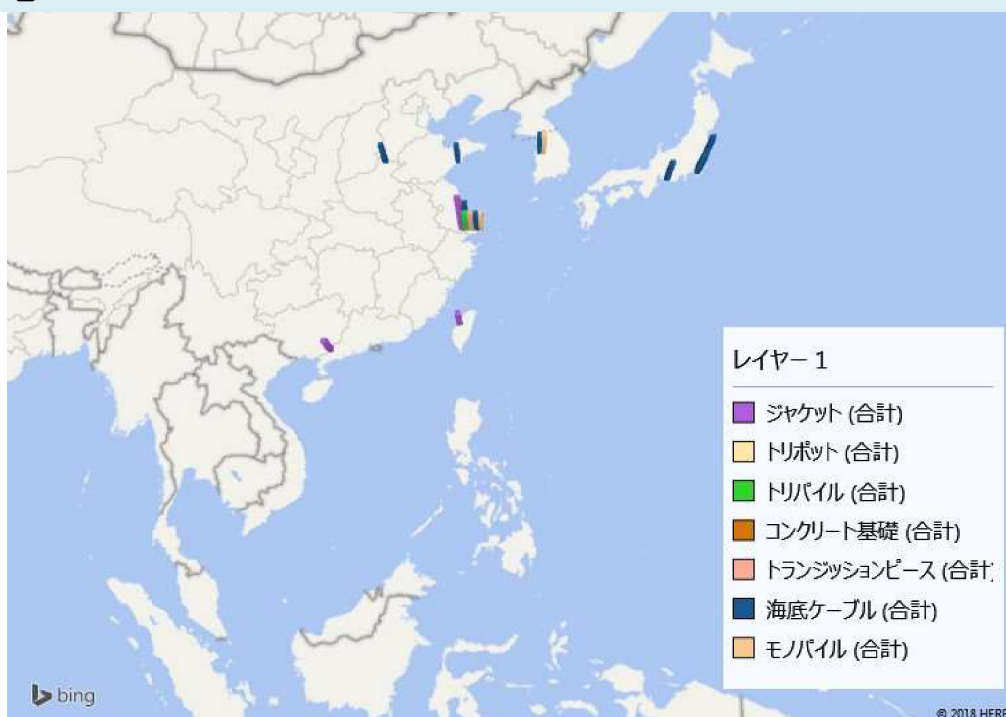 レイヤー 1
ジャケット (合計)
トリポット (合計)
トリパイル (合計)
コンクリート基礎 (合計)
トランジッションピース (合計)
海底ケーブル (合計)
モノパイル (合計)
bing
© 2018 HERE